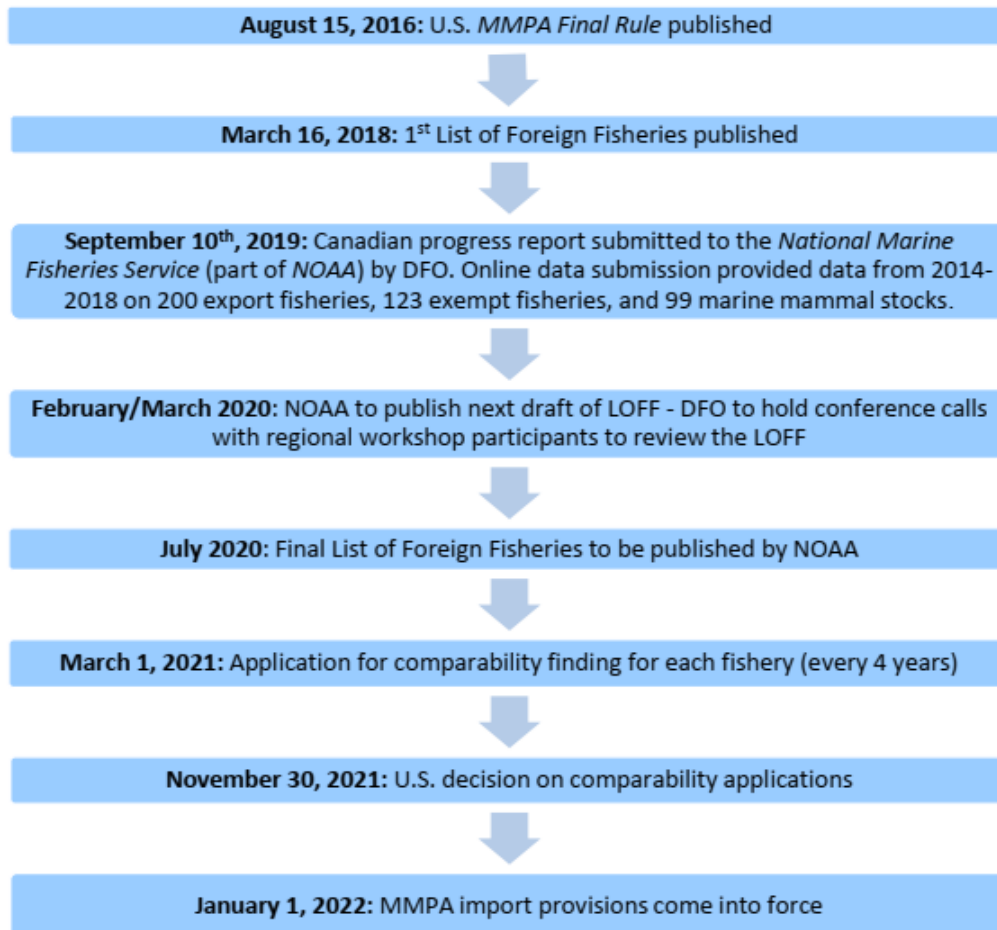 August 15, 2016: U.S. MMPA Final Rule published
March 16, 2018: 1st List of Foreign Fisheries published
September 10th, 2019: Canadian progress report submitted to the National Marine
Fisheries Service (part of NOAA) by DFO. Online data submission provided data from 2014-
2018 on 200 export fisheries, 123 exempt fisheries, and 99 marine mammal stocks.
February/March 2020: NOAA to publish next draft of LOFF - DFO to hold conference calls
with regional workshop participants to review the LOFF
July 2020: Final List of Foreign Fisheries to be published by NOAA
March 1, 2021: Application for comparability finding for each fishery (every 4 years)
November 30, 2021: U.S. decision on comparability applications
January 1, 2022: MMPA import provisions come into force